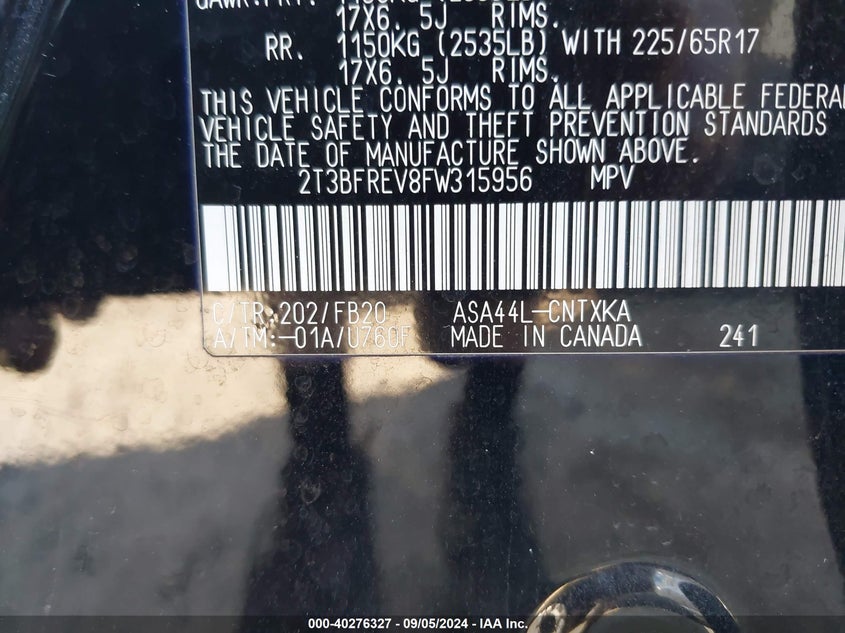 17X6. 5J RIMS.
RR. 1150KG (2535LB) WITH 225/65R17
17X6. 5J RIMS.
THIS VEHICLE CONFORMS TO ALL APPLICABLE FEDERAL
VEHICLE SAFETY AND THEFT PREVENTION STANDARDS
THE DATE OF MANUFACTURE SHOWN ABOVE.
2T3BFREV8FW315956 MPV
C/TR:202/FB20 ASA44L-CNTXKA
A/TM:-01A/U760F MADE IN CANADA 241
000-40276327 - 09/05/2024 - IAA Inc.